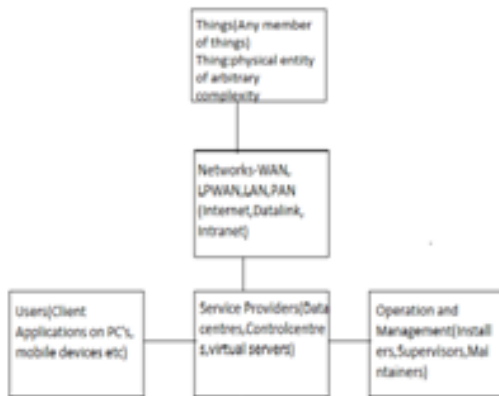 Things(Any member
of things)
Thing:physical entity
of arbitrary
complexity
Networks-WAN,
LPWAN,LAN,PAN
(Internet,Datalink,
Intranet)
Users(Client
Applications on PC's,
mobile devices etc)
Service Providers(Data
centres,Controlcentre
s,virtual servers)
Operation and
Management(Install
ers,Supervisors,Mai
ntainers)